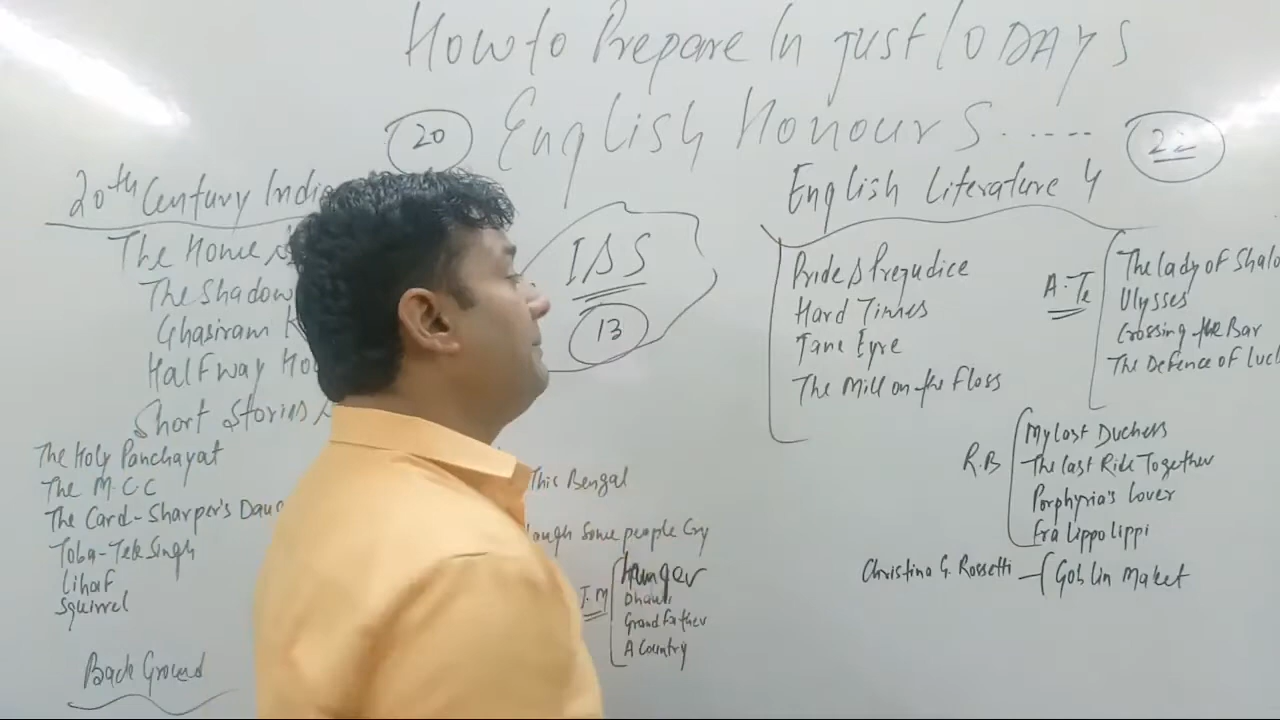 How to Prepare In just 10 DAYS
20 English Honours...... 22
20th Century Indi
The Home &
The Shadow
Ghasiram K
Halfway Ho
Short Stories
The Holy Panchayat
The M.C.C
The Card-Sharper's Dau
Toba-Tek Singh
Lihaf
Squirrel
Back Ground
This Bengal
augh Some people Cry
J.M
Hunger
Dhauli
Grand Father
A Country
13
English Literature 4
Pride & Prejudice
Hard Times
Jane Eyre
The Mill on the Floss
A.Te
The Lady of Shalo
Ulysses
Crossing the Bar
The Defence of Luc
R.B
My Last Duchess
The Last Ride Together
Porphyria's Lover
Fra Lippo Lippi
Christina G. Rossetti
Goblin Maket